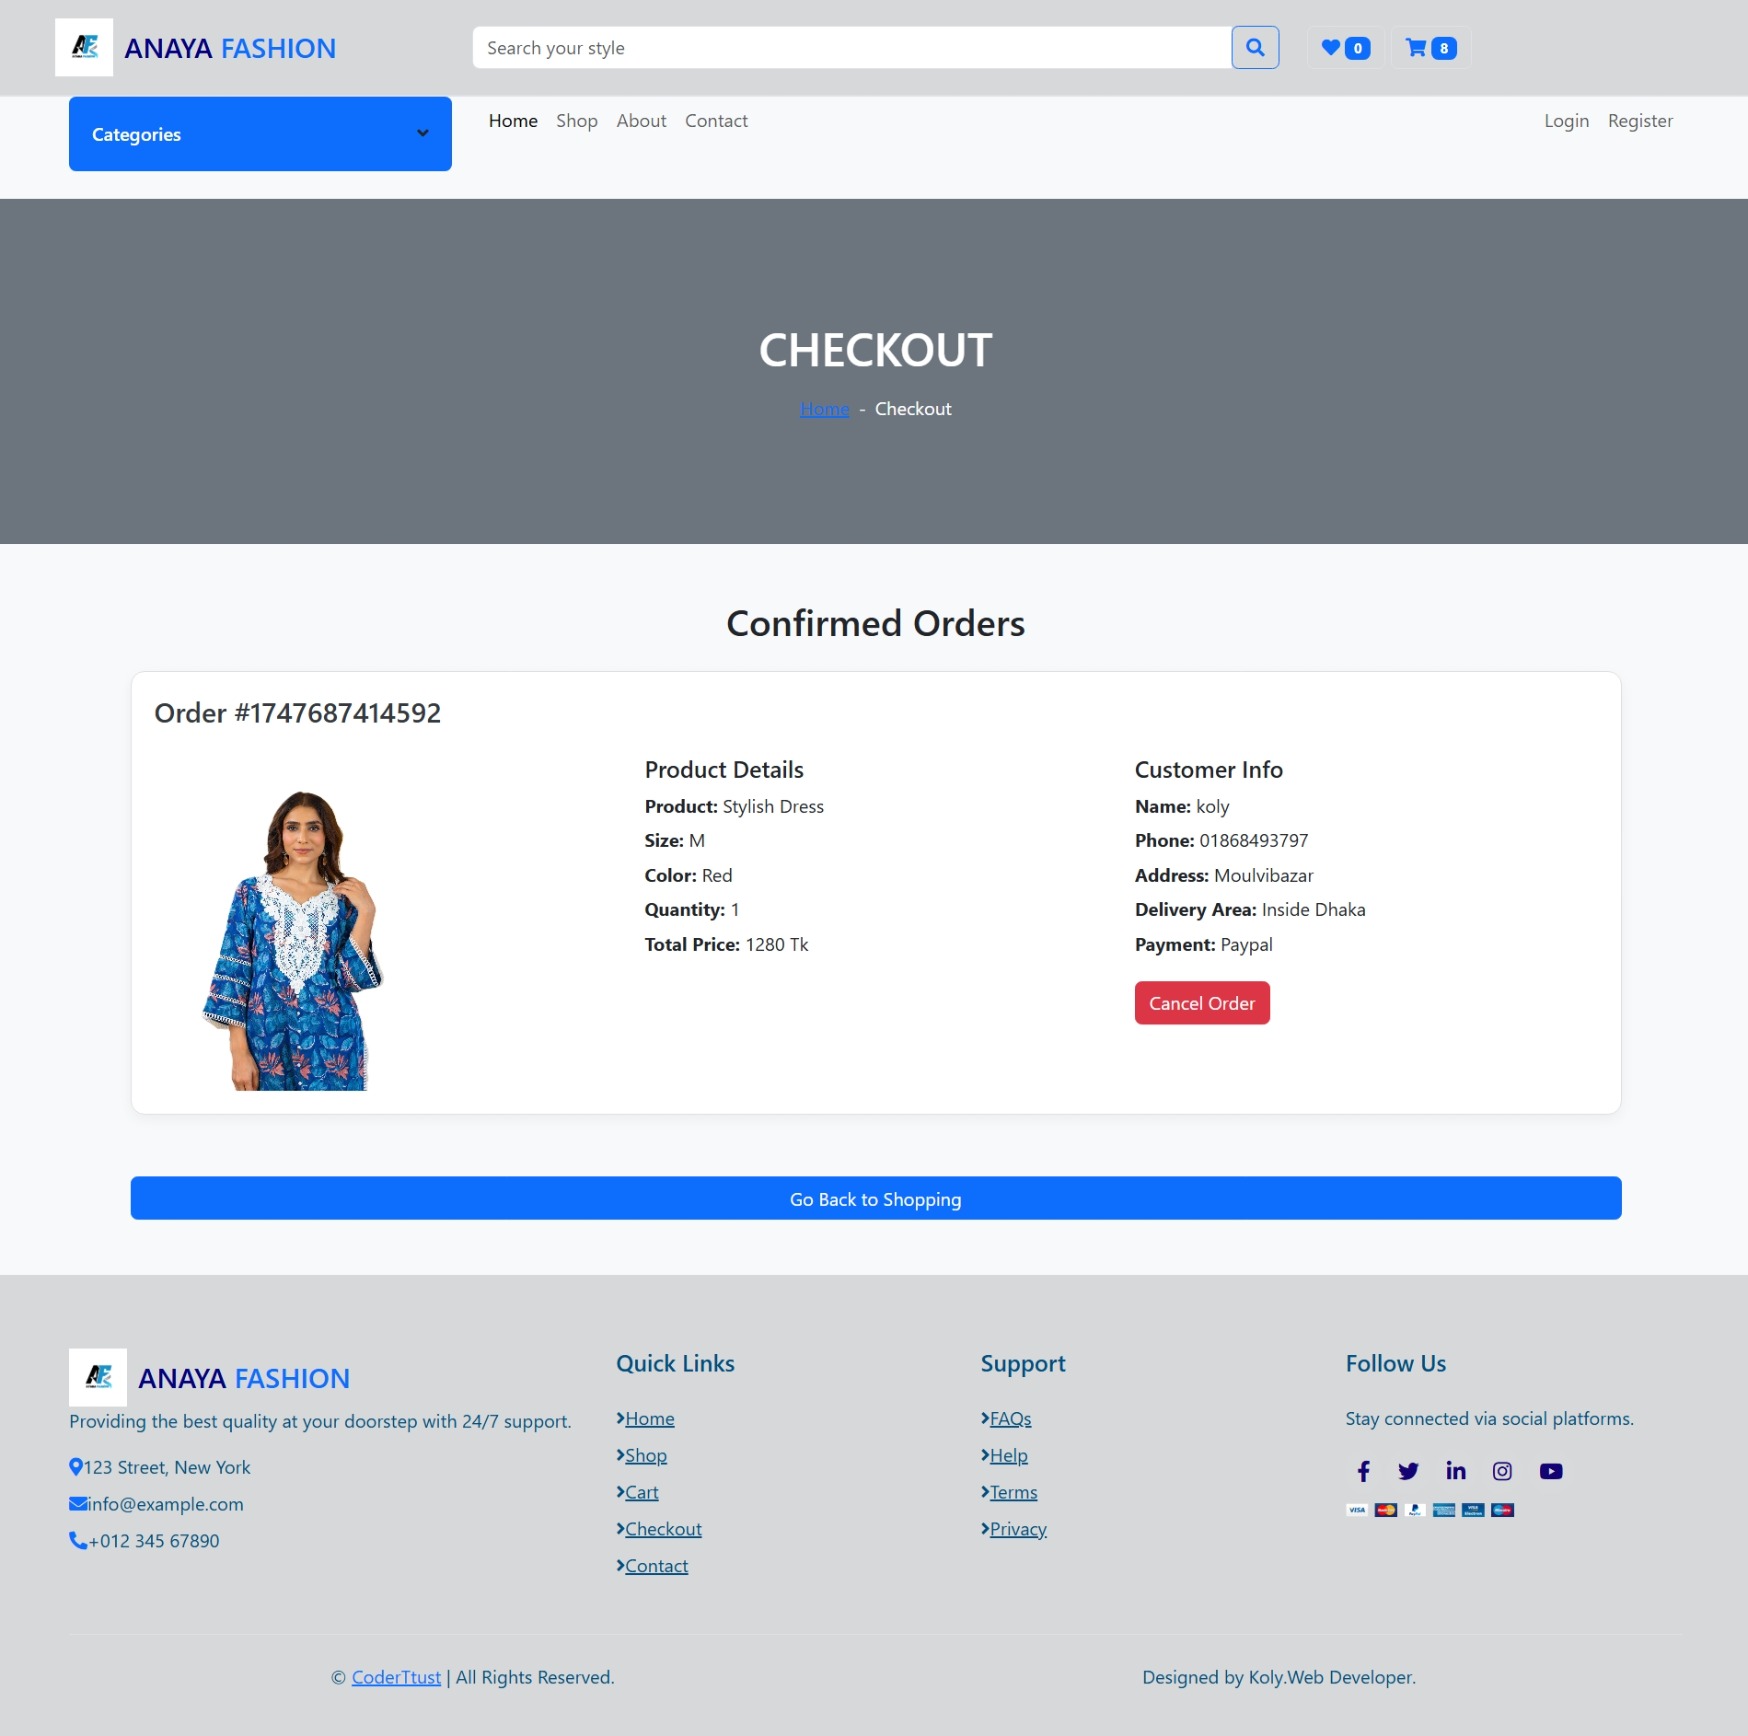 ANAYA FASHION
Search your style
0
8
Categories
Home
Shop
About
Contact
Login
Register
CHECKOUT
Home - Checkout
Confirmed Orders
Order #1747687414592
Product Details
Product: Stylish Dress
Size: M
Color: Red
Quantity: 1
Total Price: 1280 Tk
Customer Info
Name: koly
Phone: 01868493797
Address: Moulvibazar
Delivery Area: Inside Dhaka
Payment: Paypal
Cancel Order
Go Back to Shopping
ANAYA FASHION
Providing the best quality at your doorstep with 24/7 support.
123 Street, New York
info@example.com
+012 345 67890
Quick Links
Home
Shop
Cart
Checkout
Contact
Support
FAQs
Help
Terms
Privacy
Follow Us
Stay connected via social platforms.
VISA
© CoderTtust | All Rights Reserved.
Designed by Koly.Web Developer.